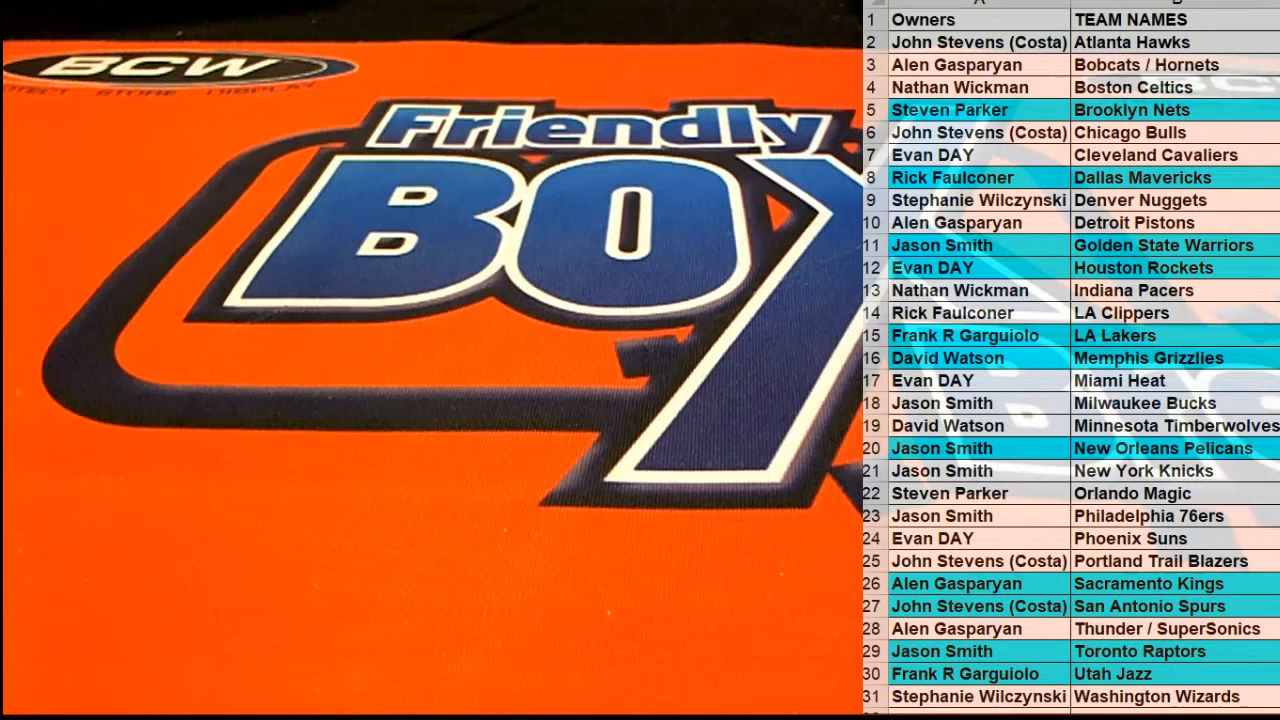 BCW
PROTECT STORE DISPLAY
Friendly
BO
A B
1 Owners TEAM NAMES
2 John Stevens (Costa) Atlanta Hawks
3 Alen Gasparyan Bobcats / Hornets
4 Nathan Wickman Boston Celtics
5 Steven Parker Brooklyn Nets
6 John Stevens (Costa) Chicago Bulls
7 Evan DAY Cleveland Cavaliers
8 Rick Faulconer Dallas Mavericks
9 Stephanie Wilczynski Denver Nuggets
10 Alen Gasparyan Detroit Pistons
11 Jason Smith Golden State Warriors
12 Evan DAY Houston Rockets
13 Nathan Wickman Indiana Pacers
14 Rick Faulconer LA Clippers
15 Frank R Garguiolo LA Lakers
16 David Watson Memphis Grizzlies
17 Evan DAY Miami Heat
18 Jason Smith Milwaukee Bucks
19 David Watson Minnesota Timberwolves
20 Jason Smith New Orleans Pelicans
21 Jason Smith New York Knicks
22 Steven Parker Orlando Magic
23 Jason Smith Philadelphia 76ers
24 Evan DAY Phoenix Suns
25 John Stevens (Costa) Portland Trail Blazers
26 Alen Gasparyan Sacramento Kings
27 John Stevens (Costa) San Antonio Spurs
28 Alen Gasparyan Thunder / SuperSonics
29 Jason Smith Toronto Raptors
30 Frank R Garguiolo Utah Jazz
31 Stephanie Wilczynski Washington Wizards